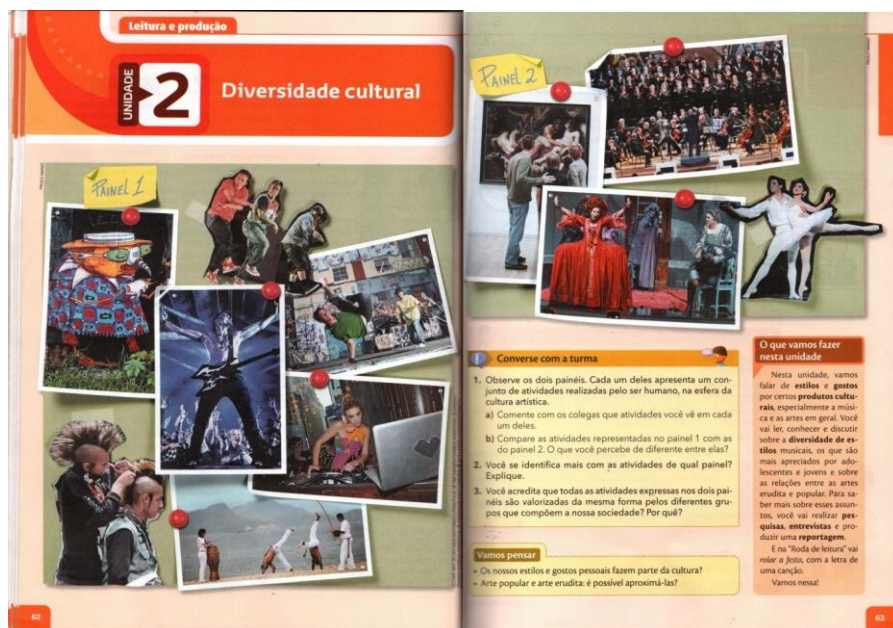 Leitura e produção
UNIDADE
2
Diversidade cultural
PAINEL 1
62
PAINEL 2
Converse com a turma
1. Observe os dois painéis. Cada um deles apresenta um con-
junto de atividades realizadas pelo ser humano, na esfera da
cultura artística.
a) Comente com os colegas que atividades você vê em cada
um deles.
b) Compare as atividades representadas no painel 1 com as
do painel 2. O que você percebe de diferente entre elas?
2. Você se identifica mais com as atividades de qual painel?
Explique.
3. Você acredita que todas as atividades expressas nos dois pai-
néis são valorizadas da mesma forma pelos diferentes gru-
pos que compõem a nossa sociedade? Por quê?
Vamos pensar
- Os nossos estilos e gostos pessoais fazem parte da cultura?
- Arte popular e arte erudita: é possível aproximá-las?
O que vamos fazer
nesta unidade
Nesta unidade, vamos
falar de estilos e gostos
por certos produtos cultu-
rais, especialmente a músi-
ca e as artes em geral. Você
vai ler, conhecer e discutir
sobre a diversidade de es-
tilos musicais, os que são
mais apreciados por ado-
lescentes e jovens e sobre
as relações entre as artes
erudita e popular. Para sa-
ber mais sobre esses assun-
tos, você vai realizar pes-
quisas, entrevistas e pro-
duzir uma reportagem.
E na "Roda de leitura" vai
rolar a festa, com a letra de
uma canção.
Vamos nessa!
63